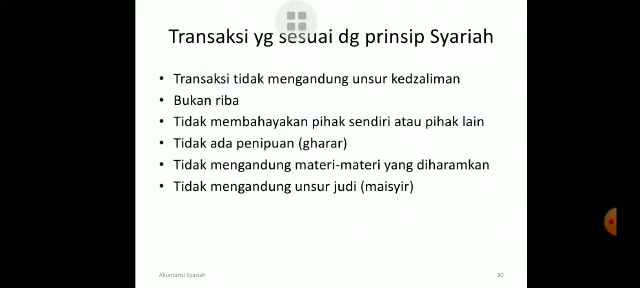 Transaksi yg sesuai dg prinsip Syariah
• Transaksi tidak mengandung unsur kedzaliman
• Bukan riba
• Tidak membahayakan pihak sendiri atau pihak lain
• Tidak ada penipuan (gharar)
• Tidak mengandung materi-materi yang diharamkan
• Tidak mengandung unsur judi (maisyir)
Akuntansi Syariah
30